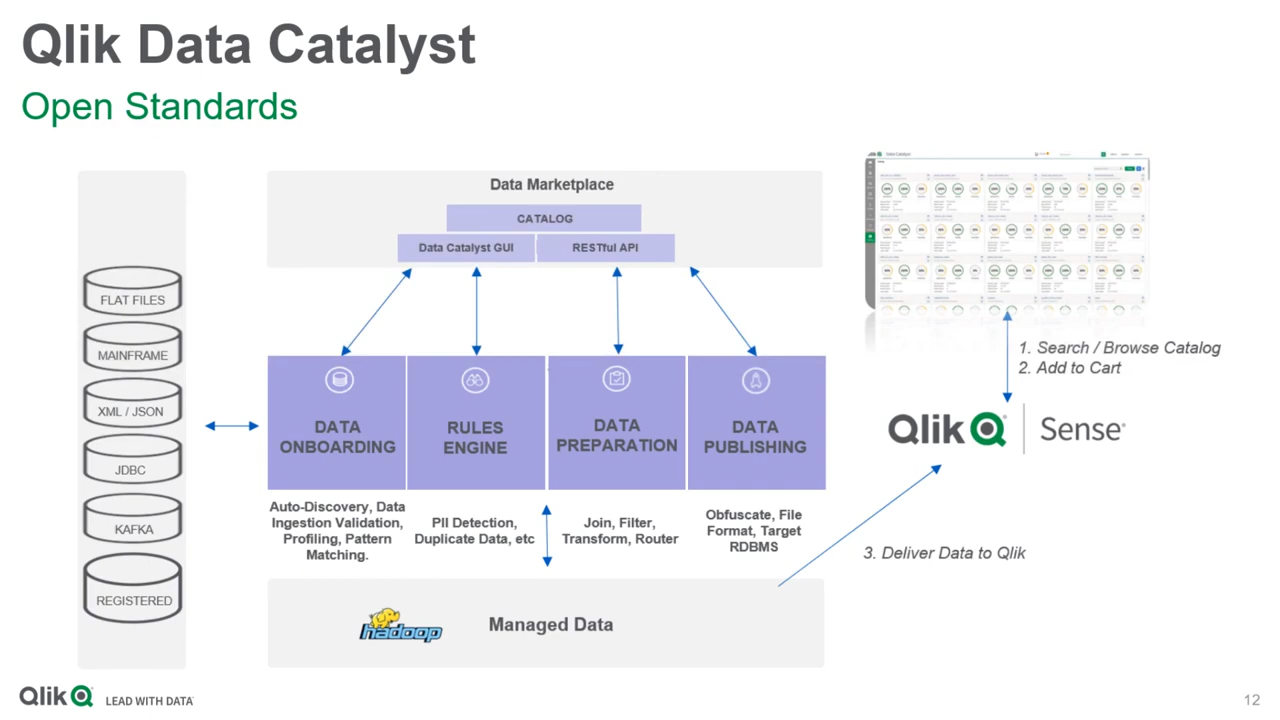 Qlik Data Catalyst
Open Standards
FLAT FILES
MAINFRAME
XML / JSON
JDBC
KAFKA
REGISTERED
Data Marketplace
CATALOG
Data Catalyst GUI
RESTful API
DATA
ONBOARDING
RULES
ENGINE
DATA
PREPARATION
DATA
PUBLISHING
Auto-Discovery, Data
Ingestion Validation,
Profiling, Pattern
Matching.
PII Detection,
Duplicate Data, etc
Join, Filter,
Transform, Router
Obfuscate, File
Format, Target
RDBMS
hadoop
Managed Data
1. Search / Browse Catalog
2. Add to Cart
Qlik Sense
3. Deliver Data to Qlik
Qlik LEAD WITH DATA
12